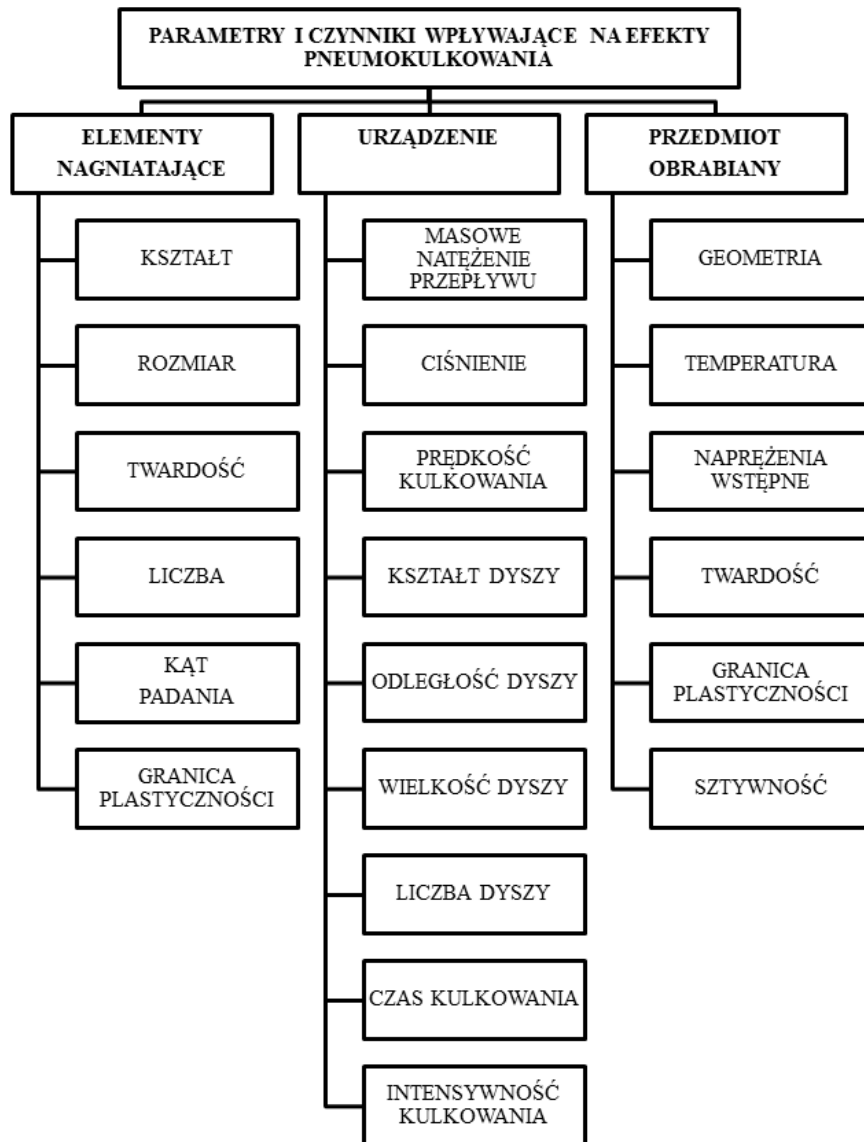 PARAMETRY I CZYNNIKI WPŁYWAJĄCE NA EFEKTY
PNEUMOKULKOWANIA
ELEMENTY
NAGNIATAJĄCE
KSZTAŁT
ROZMIAR
TWARDOŚĆ
LICZBA
KĄT
PADANIA
GRANICA
PLASTYCZNOŚCI
URZĄDZENIE
MASOWE
NATĘŻENIE
PRZEPŁYWU
CIŚNIENIE
PRĘDKOŚĆ
KULKOWANIA
KSZTAŁT DYSZY
ODLEGŁOŚĆ DYSZY
WIELKOŚĆ DYSZY
LICZBA DYSZY
CZAS KULKOWANIA
INTENSYWNOŚĆ
KULKOWANIA
PRZEDMIOT
OBRABIANY
GEOMETRIA
TEMPERATURA
NAPRĘŻENIA
WSTĘPNE
TWARDOŚĆ
GRANICA
PLASTYCZNOŚCI
SZTYWNOŚĆ